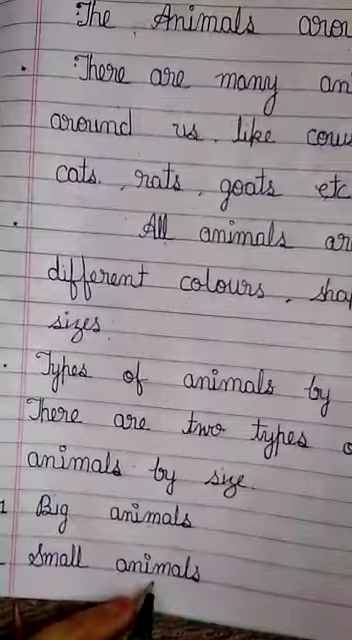 The Animals
There are many
around us. like
cats, rats, goats etc
All animals
different colours,
sizes.
Types of animals by
There are two types
animals by size.
1 Big animals
Small animals